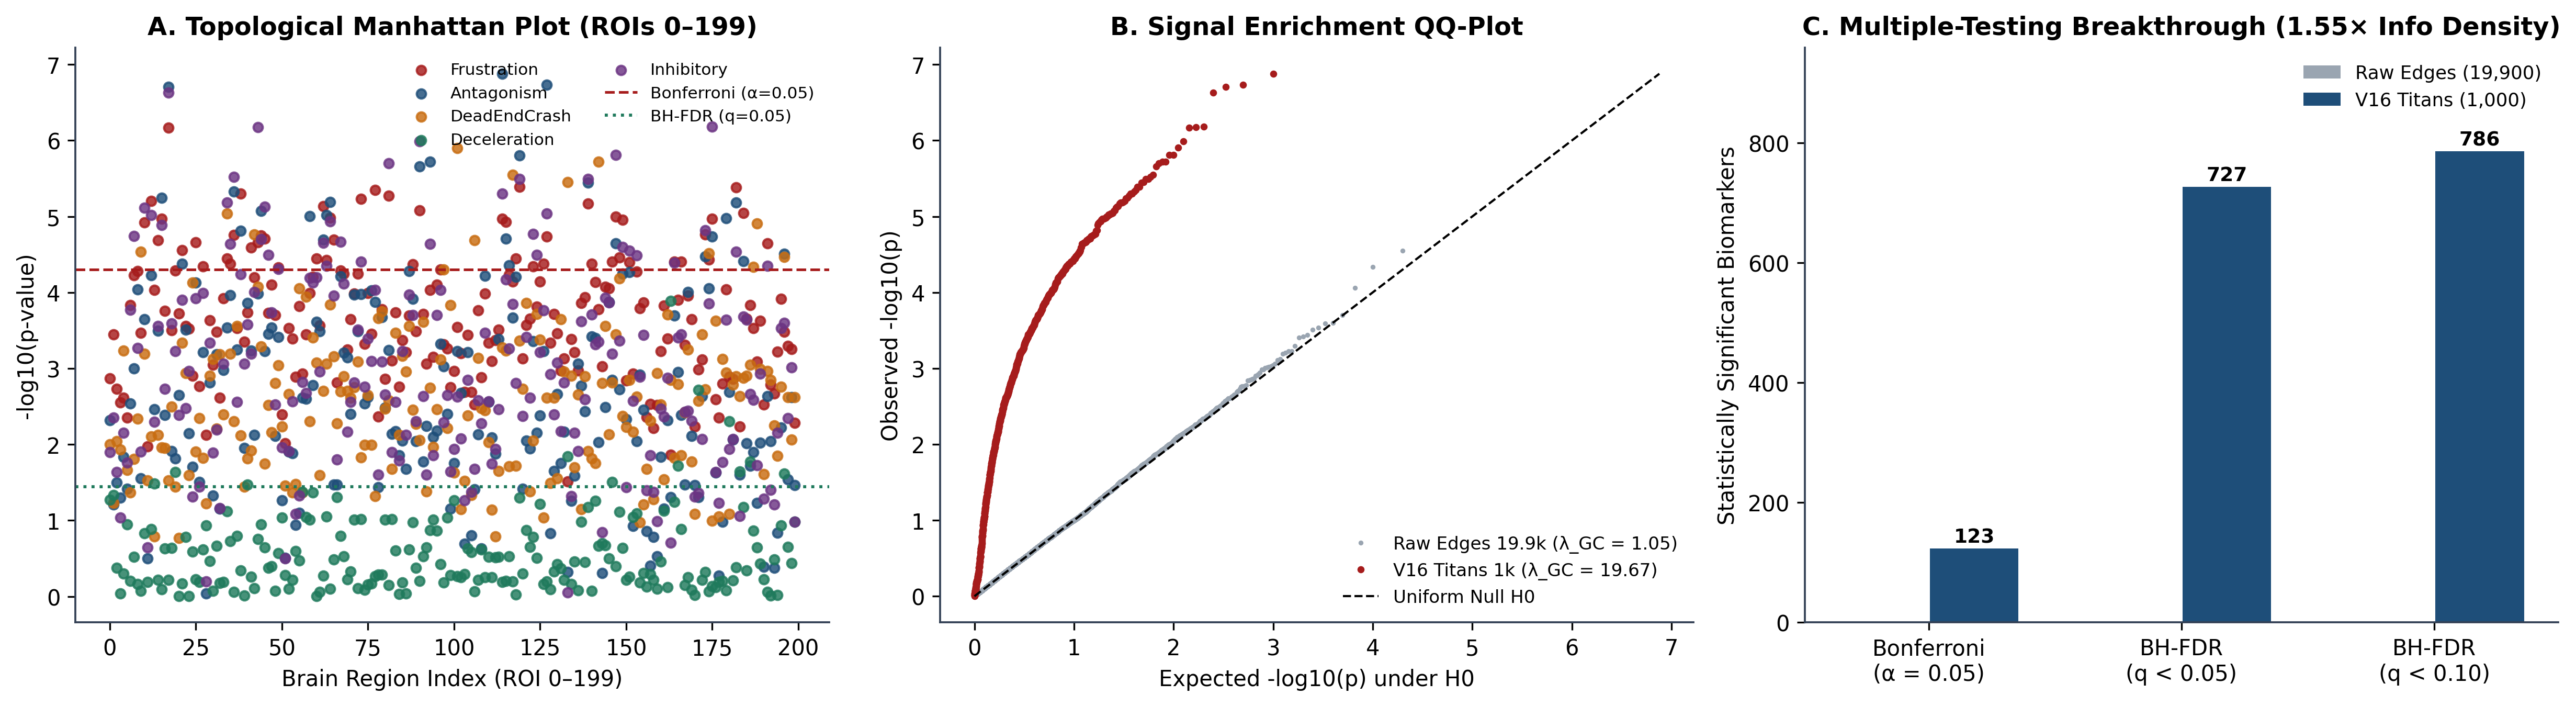 A. Topological Manhattan Plot (ROIs 0–199)
7
6
5
4
3
2
1
0
-log10(p-value)
Frustration
Antagonism
DeadEndCrash
Deceleration
Inhibitory
Bonferroni (α=0.05)
BH-FDR (q=0.05)
0 25 50 75 100 125 150 175 200
Brain Region Index (ROI 0–199)
B. Signal Enrichment QQ-Plot
7
6
5
4
3
2
1
0
Observed -log10(p)
Raw Edges 19.9k (λ_GC = 1.05)
V16 Titans 1k (λ_GC = 19.67)
Uniform Null H0
0 1 2 3 4 5 6 7
Expected -log10(p) under H0
C. Multiple-Testing Breakthrough (1.55× Info Density)
Raw Edges (19,900)
V16 Titans (1,000)
800
600
400
200
0
Statistically Significant Biomarkers
123
727
786
Bonferroni
(α = 0.05)
BH-FDR
(q < 0.05)
BH-FDR
(q < 0.10)